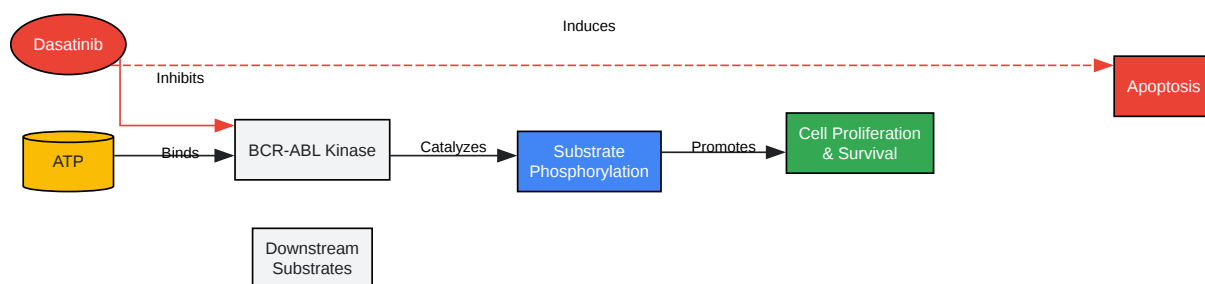 Induces
Dasatinib
Inhibits
Apoptosis
ATP
Binds
BCR-ABL Kinase
Catalyzes
Substrate
Phosphorylation
Promotes
Cell Proliferation
& Survival
Downstream
Substrates